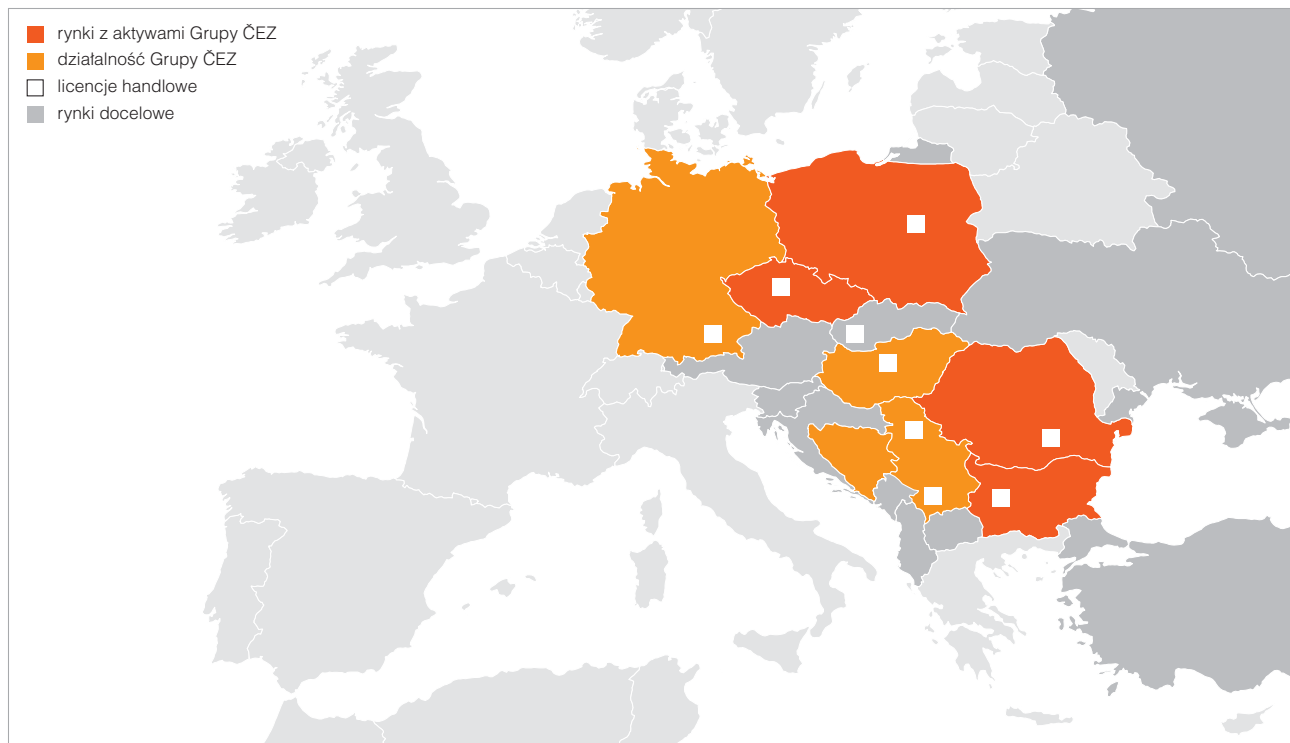 rynki z aktywami Grupy ČEZ
działalność Grupy ČEZ
licencje handlowe
rynki docelowe